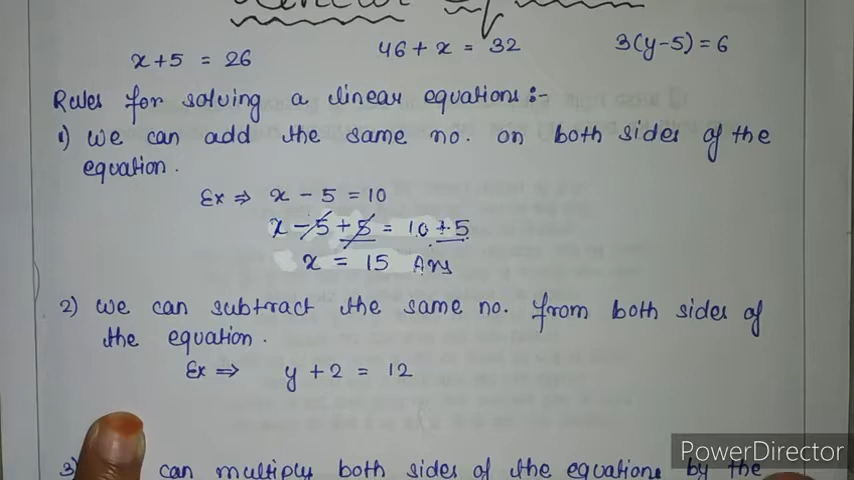 x+5 = 26 46+x = 32 3(y-5) = 6
Rules for solving a linear equations :-
1) we can add the same no. on both sides of the
equation.
Ex ⇒ x - 5 = 10
x - 5 + 5 = 10 + 5
x = 15 Ans
2) we can subtract the same no. from both sides of
the equation.
Ex ⇒ y + 2 = 12
3) can multiply both sides of the equations by the
PowerDirector